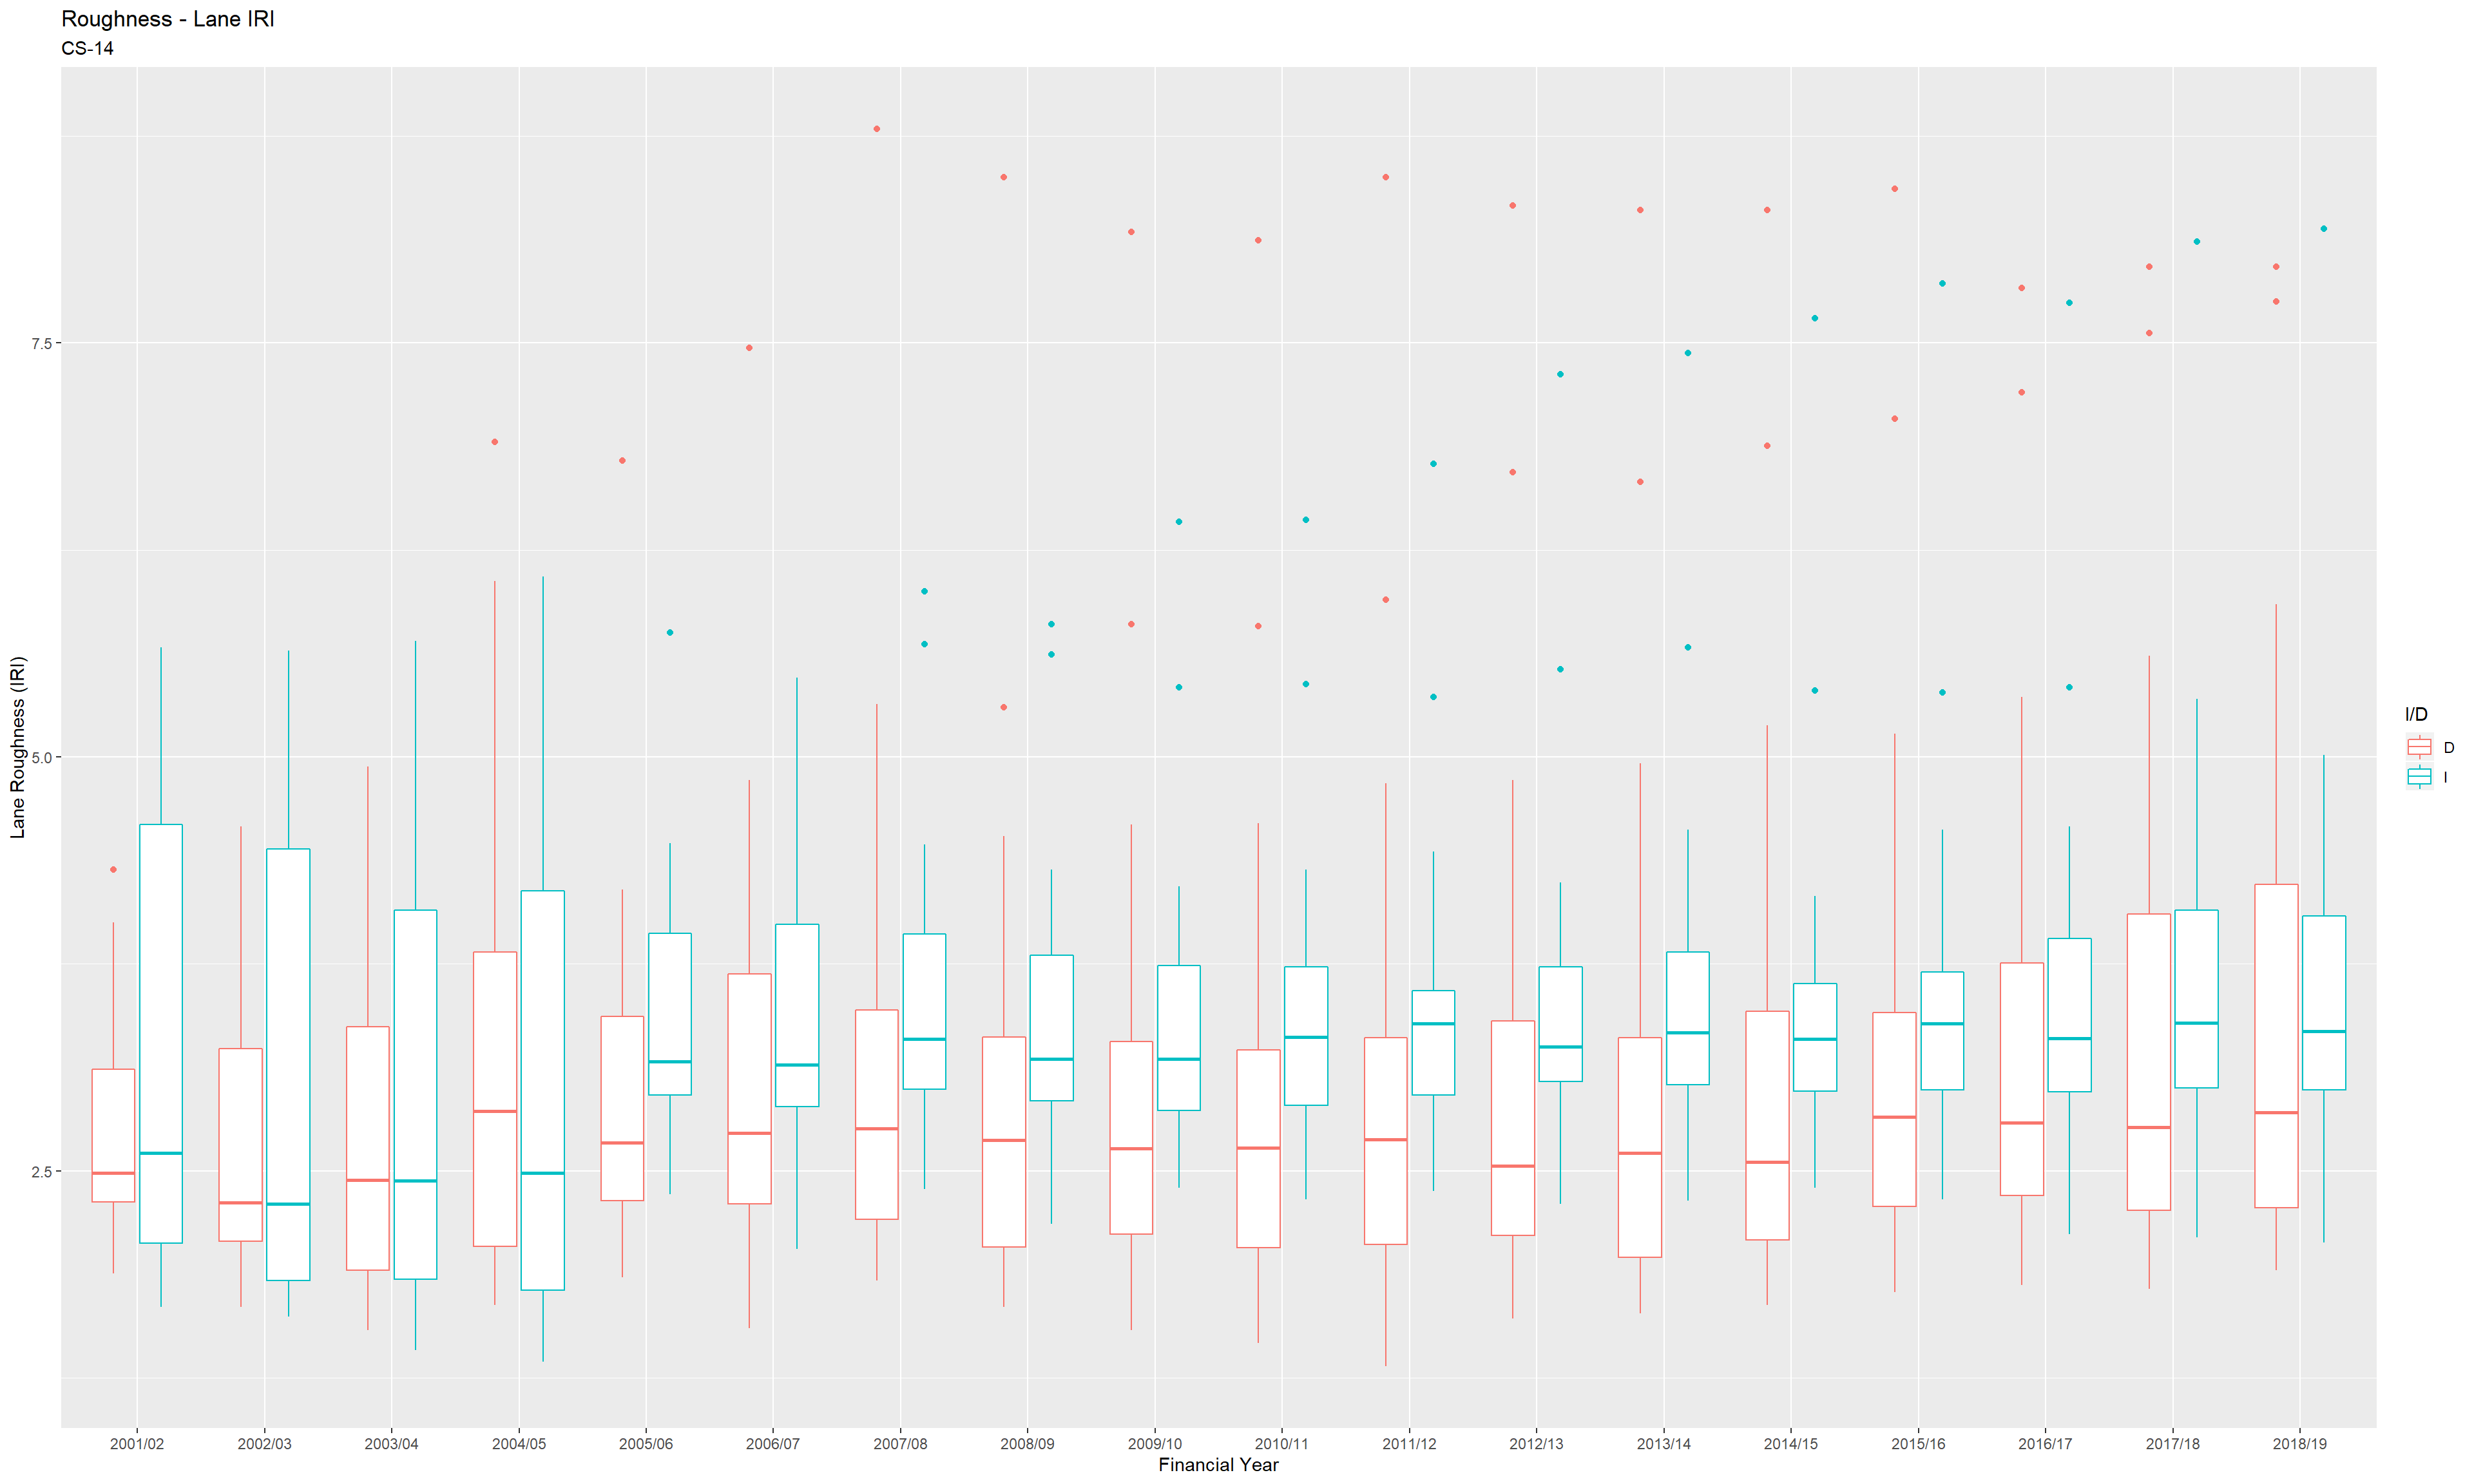 Roughness - Lane IRI
CS-14
Lane Roughness (IRI)
7.5
5.0
2.5
2001/02 2002/03 2003/04 2004/05 2005/06 2006/07 2007/08 2008/09 2009/10 2010/11 2011/12 2012/13 2013/14 2014/15 2015/16 2016/17 2017/18 2018/19
Financial Year
I/D
D
I